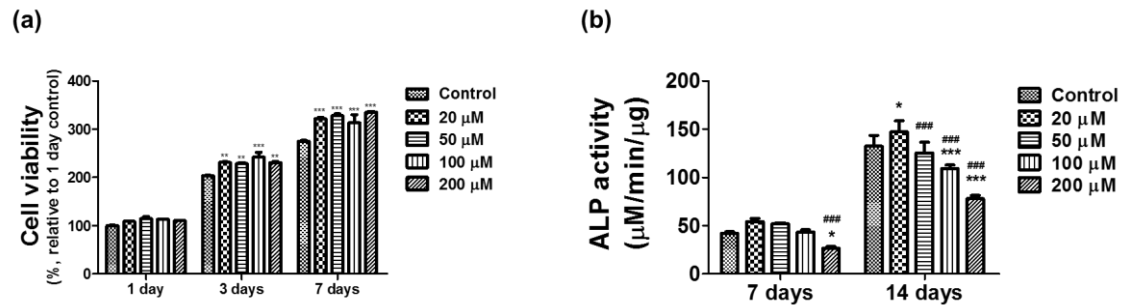 (a)
Cell viability
(%, relative to 1 day control)
400
300
200
100
0
** ** *** **
*** *** *** ***
1 day 3 days 7 days
Control
20 μM
50 μM
100 μM
200 μM
(b)
ALP activity
(μM/min/μg)
200
150
100
50
0
###
*
*
###
###
***
###
***
7 days 14 days
Control
20 μM
50 μM
100 μM
200 μM